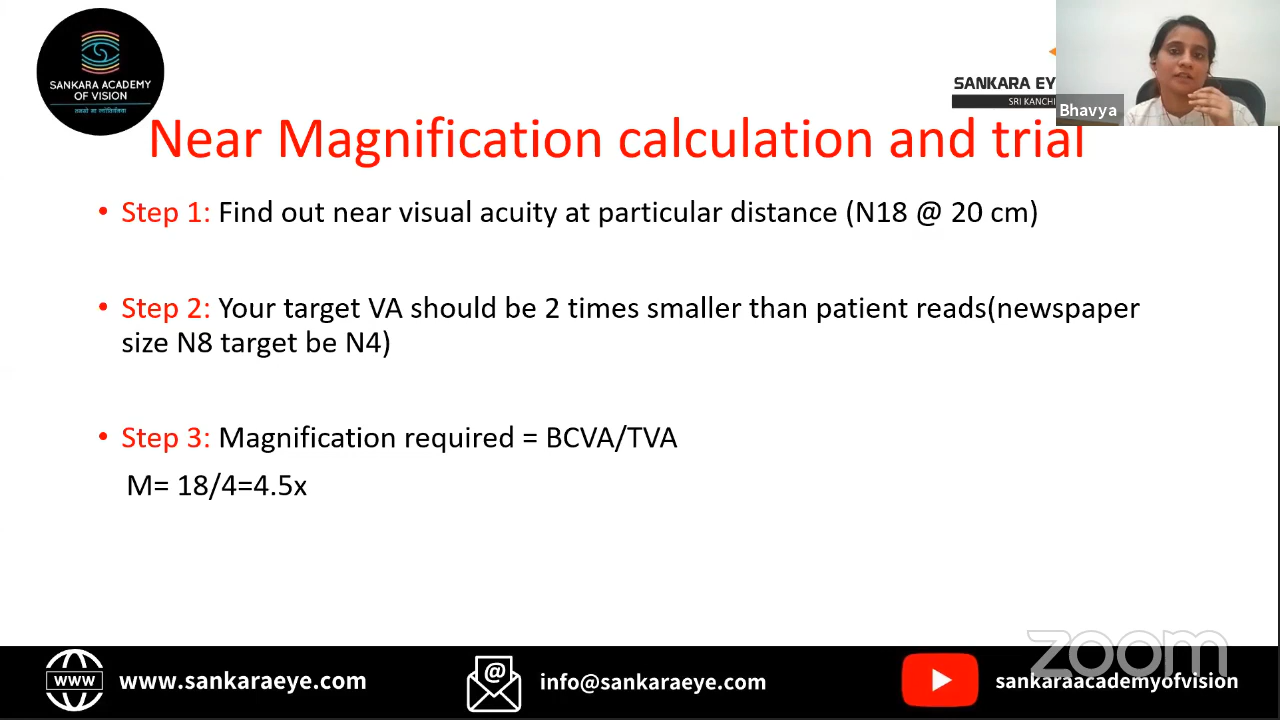 SANKARA ACADEMY
OF VISION
SANKARA EY
SRI KANCHI
Bhavya
Near Magnification calculation and trial
• Step 1: Find out near visual acuity at particular distance (N18 @ 20 cm)
• Step 2: Your target VA should be 2 times smaller than patient reads(newspaper
size N8 target be N4)
• Step 3: Magnification required = BCVA/TVA
M= 18/4=4.5x
zoom
www
www.sankaraeye.com
@
info@sankaraeye.com
sankaraacademyofvision